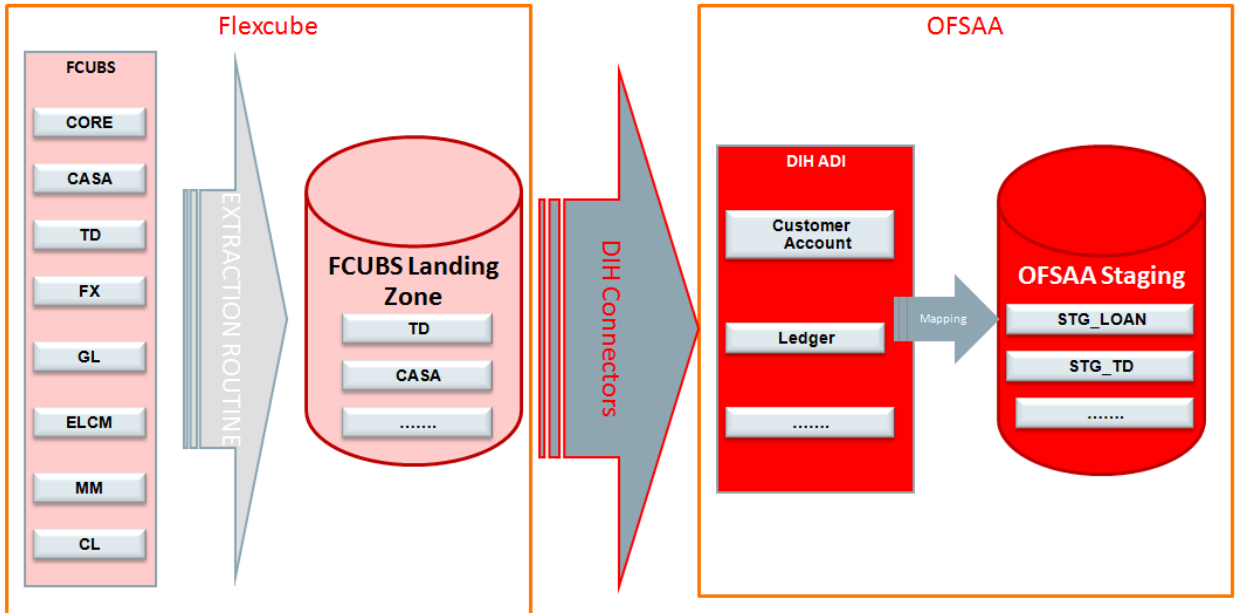 Flexcube
OFSAA
FCUBS
CORE
CASA
TD
FX
GL
ELCM
MM
CL
EXTRACTION ROUTINE
FCUBS Landing
Zone
TD
CASA
.......
DIH Connectors
DIH ADI
Customer
Account
Ledger
.......
Mapping
OFSAA Staging
STG_LOAN
STG_TD
.......